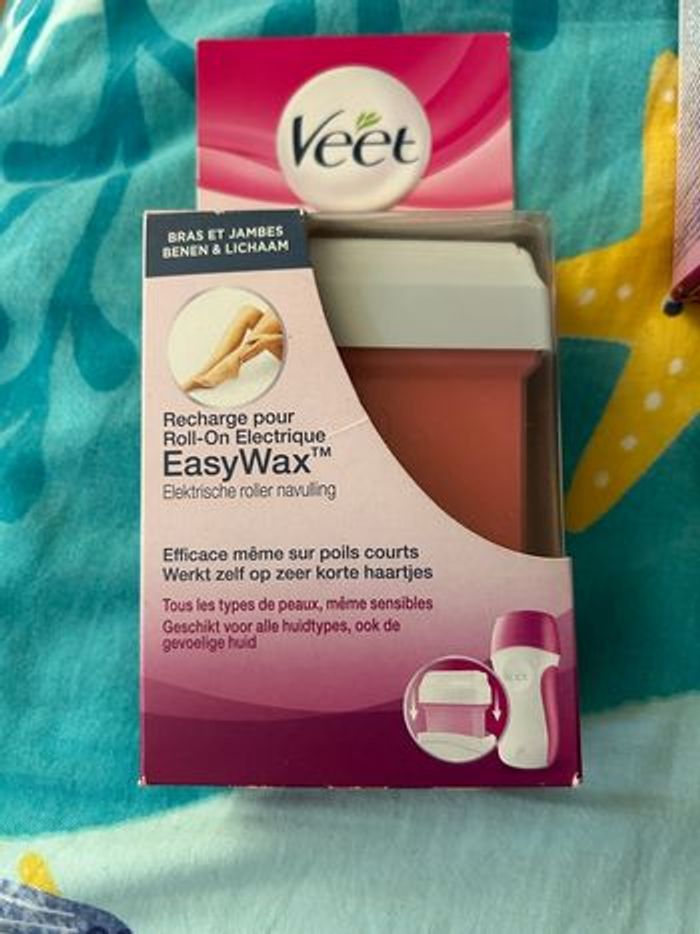 Veet
BRAS ET JAMBES
BENEN & LICHAAM
Recharge pour
Roll-On Electrique
EasyWax™
Elektrische roller navulling
Efficace même sur poils courts
Werkt zelf op zeer korte haartjes
Tous les types de peaux, même sensibles
Geschikt voor alle huidtypes, ook de
gevoelige huid
Veet